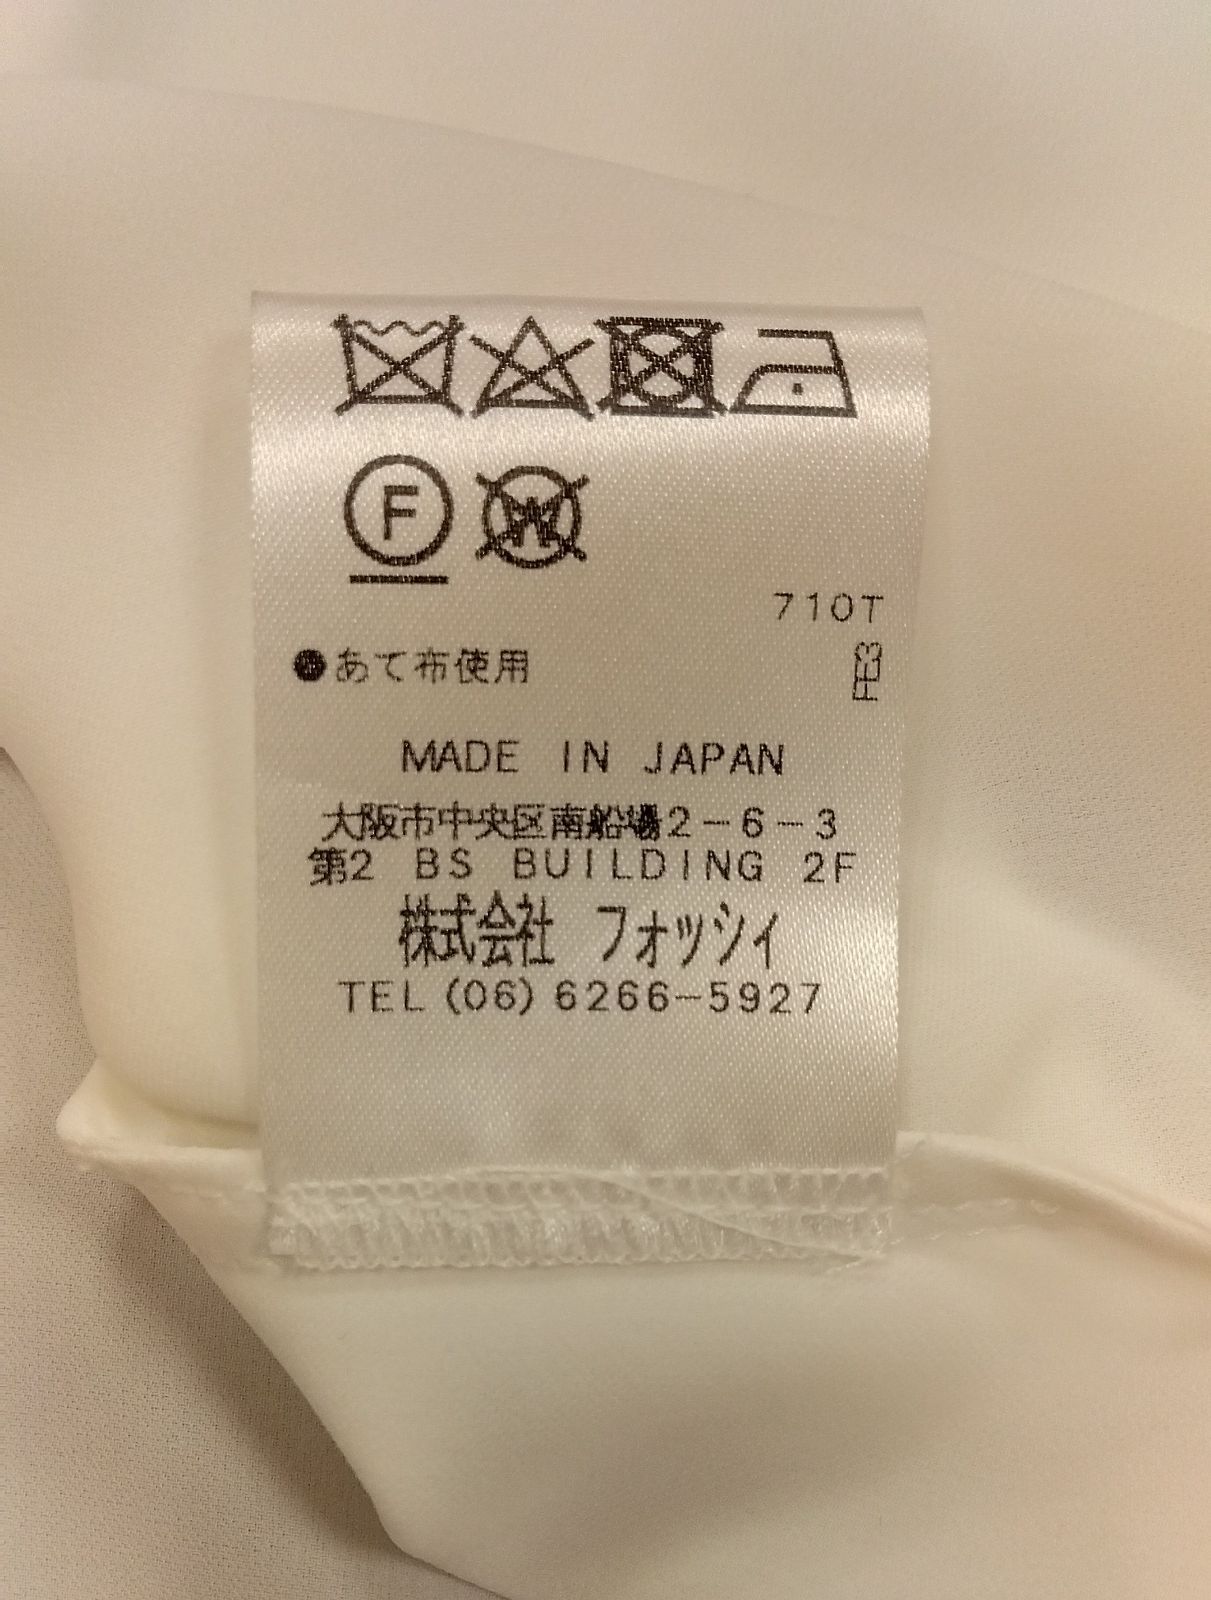 F W
710T
●あて布使用
FE3
MADE IN JAPAN
大阪市中央区南船場2-6-3
第2 BS BUILDING 2F
株式会社 フォッシィ
TEL(06)6266-5927